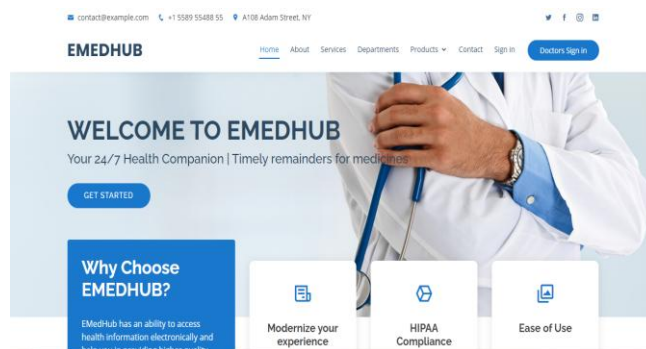 contact@example.com +1 5589 55488 55 A108 Adam Street, NY
EMEDHUB
Home About Services Departments Products Contact Sign in Doctors Sign in
WELCOME TO EMEDHUB
Your 24/7 Health Companion | Timely remainders for medicines
GET STARTED
Why Choose
EMEDHUB?
EMedHub has an ability to access
health information electronically and
Modernize your
experience
HIPAA
Compliance
Ease of Use